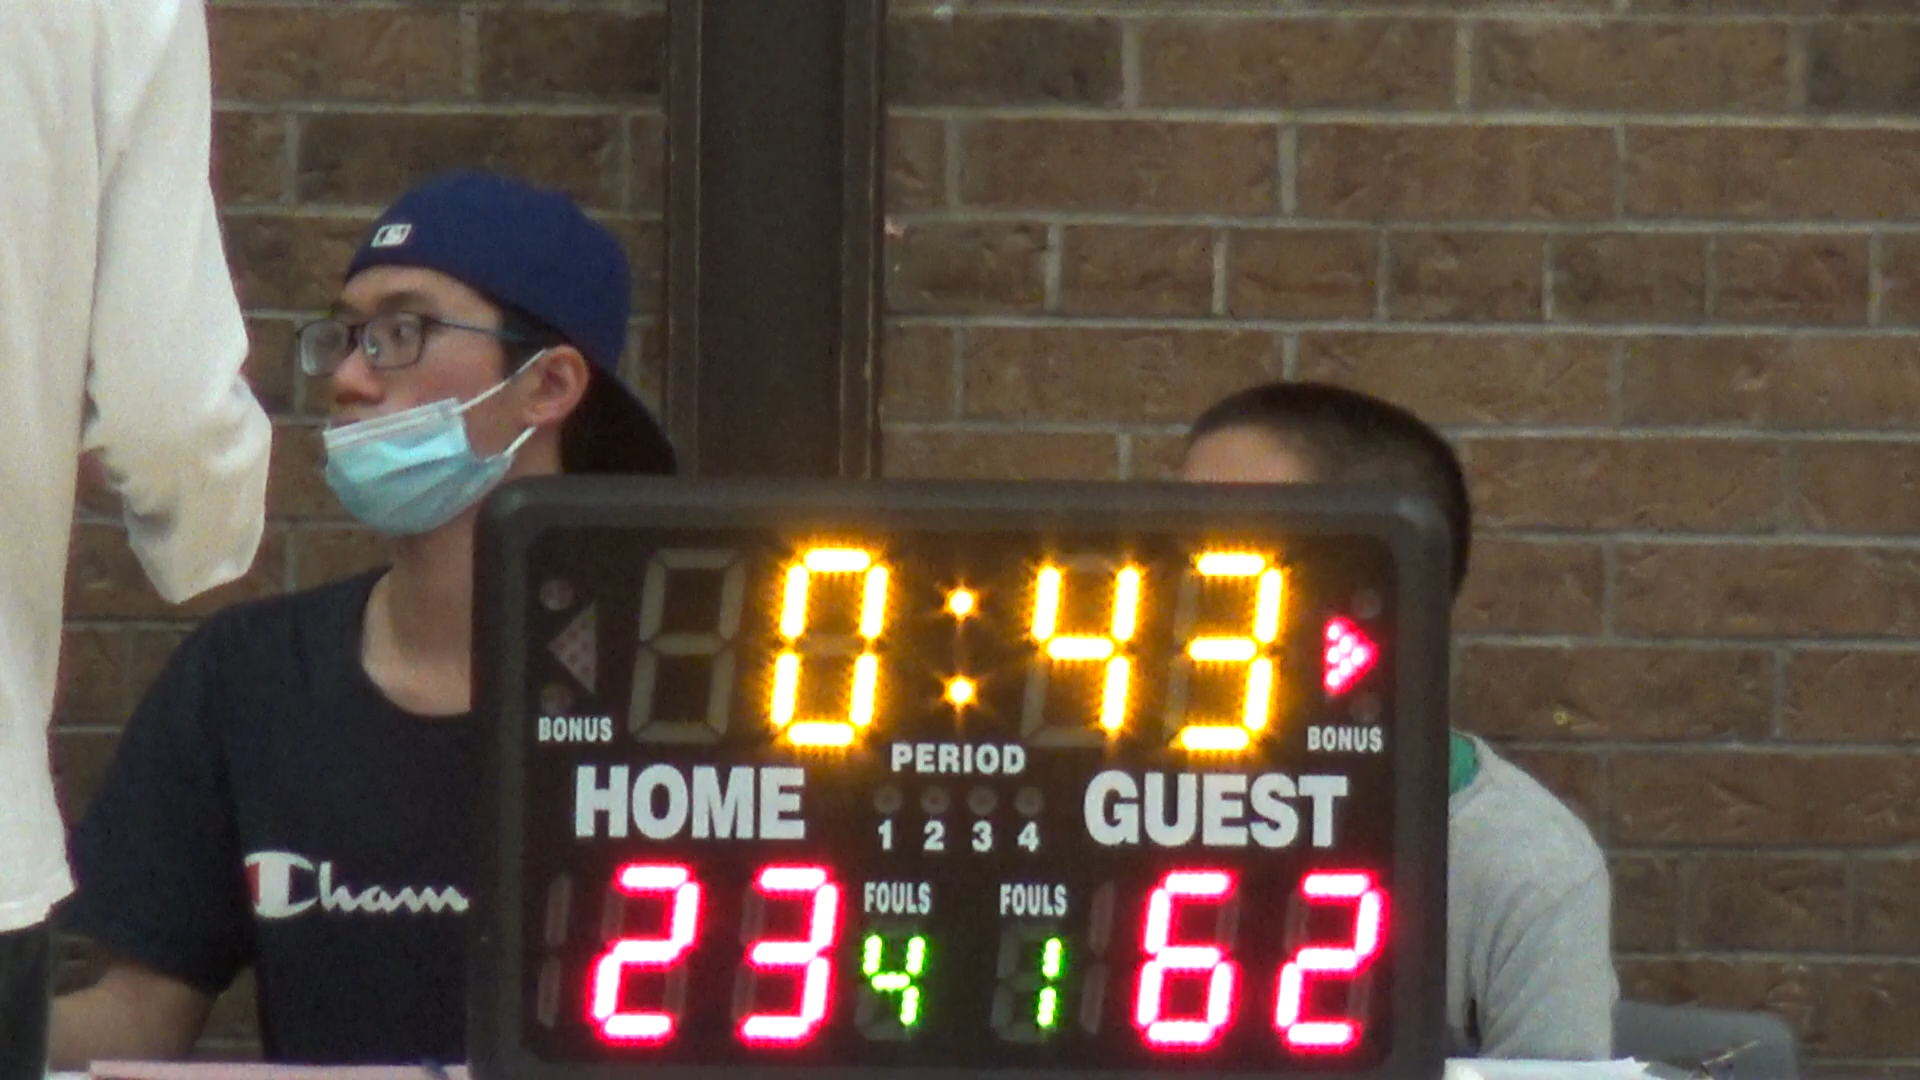 0:43
BONUS
BONUS
PERIOD
HOME
GUEST
1 2 3 4
FOULS
FOULS
23
4
1
62
Cham